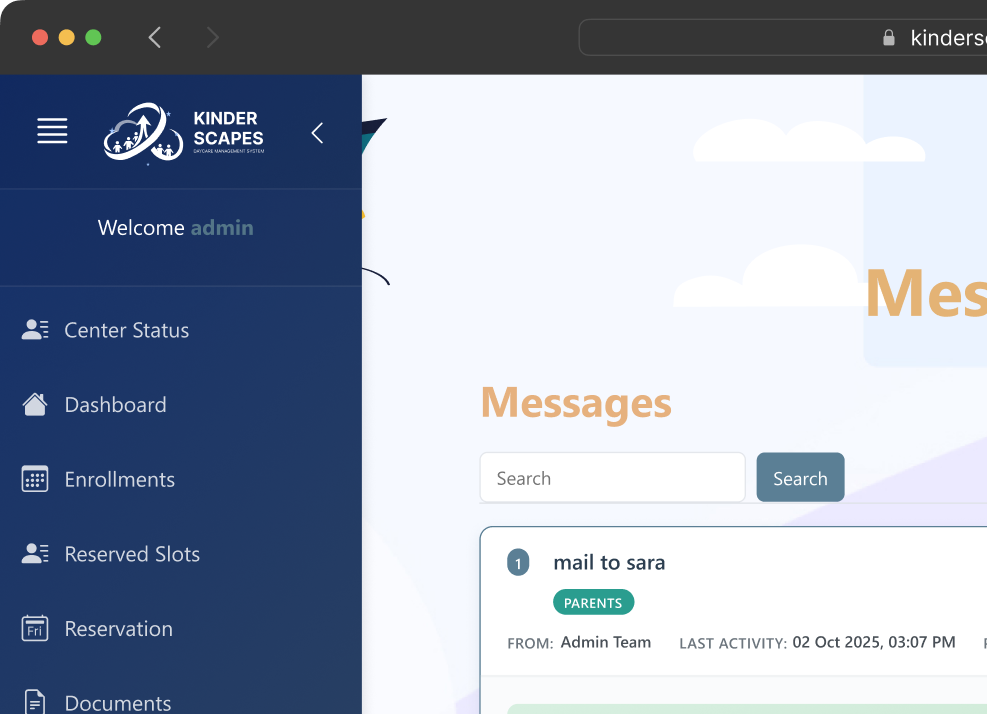 kinders
KINDER
SCAPES
DAYCARE MANAGEMENT SYSTEM
Welcome admin
Center Status
Dashboard
Enrollments
Reserved Slots
Fri Reservation
Documents
Mes
Messages
Search Search
1 mail to sara
PARENTS
FROM: Admin Team LAST ACTIVITY: 02 Oct 2025, 03:07 PM